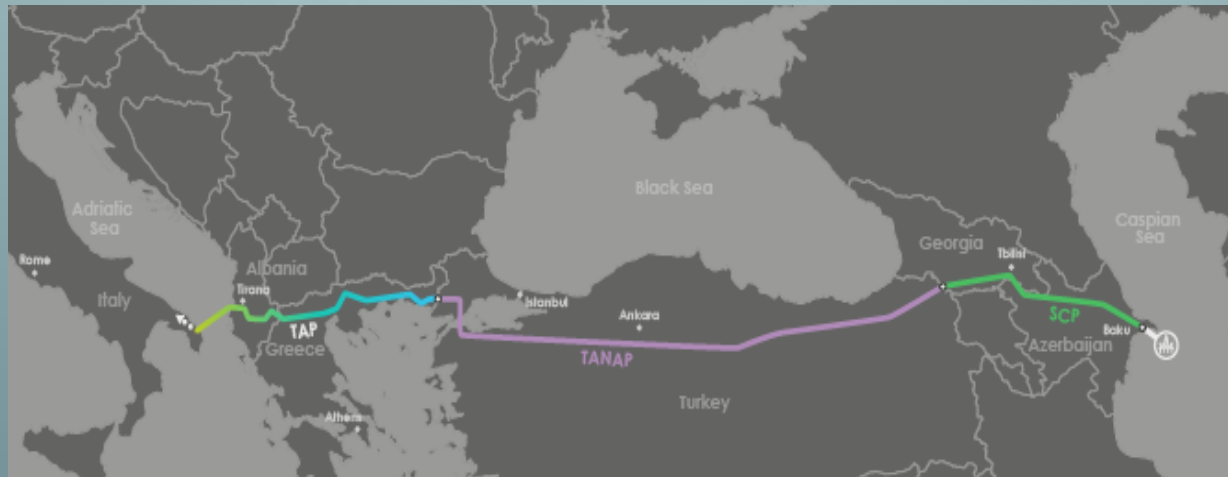 Black Sea
Adriatic
Sea
Caspian
Sea
Georgia
Tbilisi
Rome
Albania
Tirana
Italy
Istanbul
Ankara
TAP
Greece
SCP
Baku
Azerbaijan
TANAP
Turkey
Athens